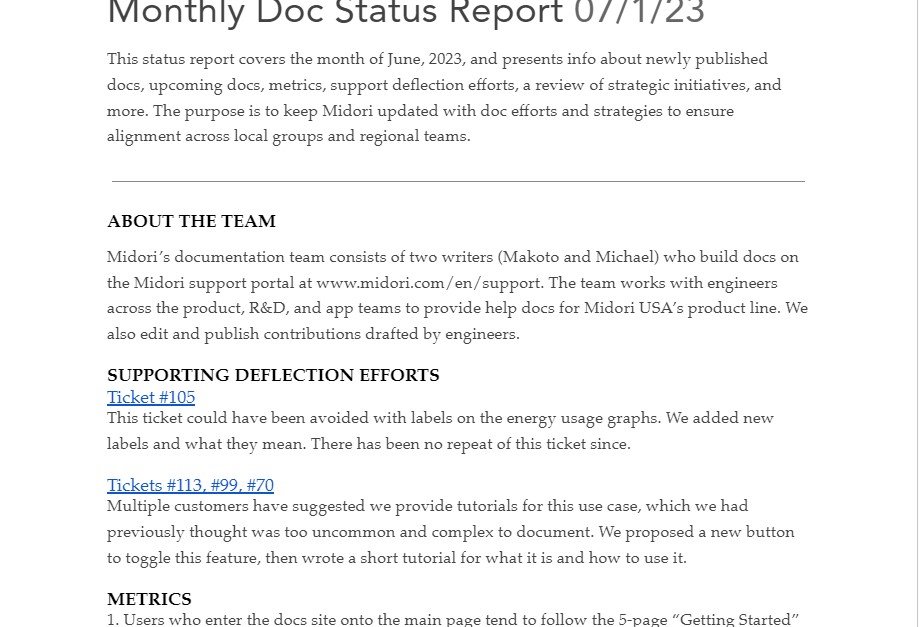 Monthly Doc Status Report 07/1/23
This status report covers the month of June, 2023, and presents info about newly published
docs, upcoming docs, metrics, support deflection efforts, a review of strategic initiatives, and
more. The purpose is to keep Midori updated with doc efforts and strategies to ensure
alignment across local groups and regional teams.
ABOUT THE TEAM
Midori’s documentation team consists of two writers (Makoto and Michael) who build docs on
the Midori support portal at www.midori.com/en/support. The team works with engineers
across the product, R&D, and app teams to provide help docs for Midori USA’s product line. We
also edit and publish contributions drafted by engineers.
SUPPORTING DEFLECTION EFFORTS
Ticket #105
This ticket could have been avoided with labels on the energy usage graphs. We added new
labels and what they mean. There has been no repeat of this ticket since.
Tickets #113, #99, #70
Multiple customers have suggested we provide tutorials for this use case, which we had
previously thought was too uncommon and complex to document. We proposed a new button
to toggle this feature, then wrote a short tutorial for what it is and how to use it.
METRICS
1. Users who enter the docs site onto the main page tend to follow the 5-page “Getting Started”